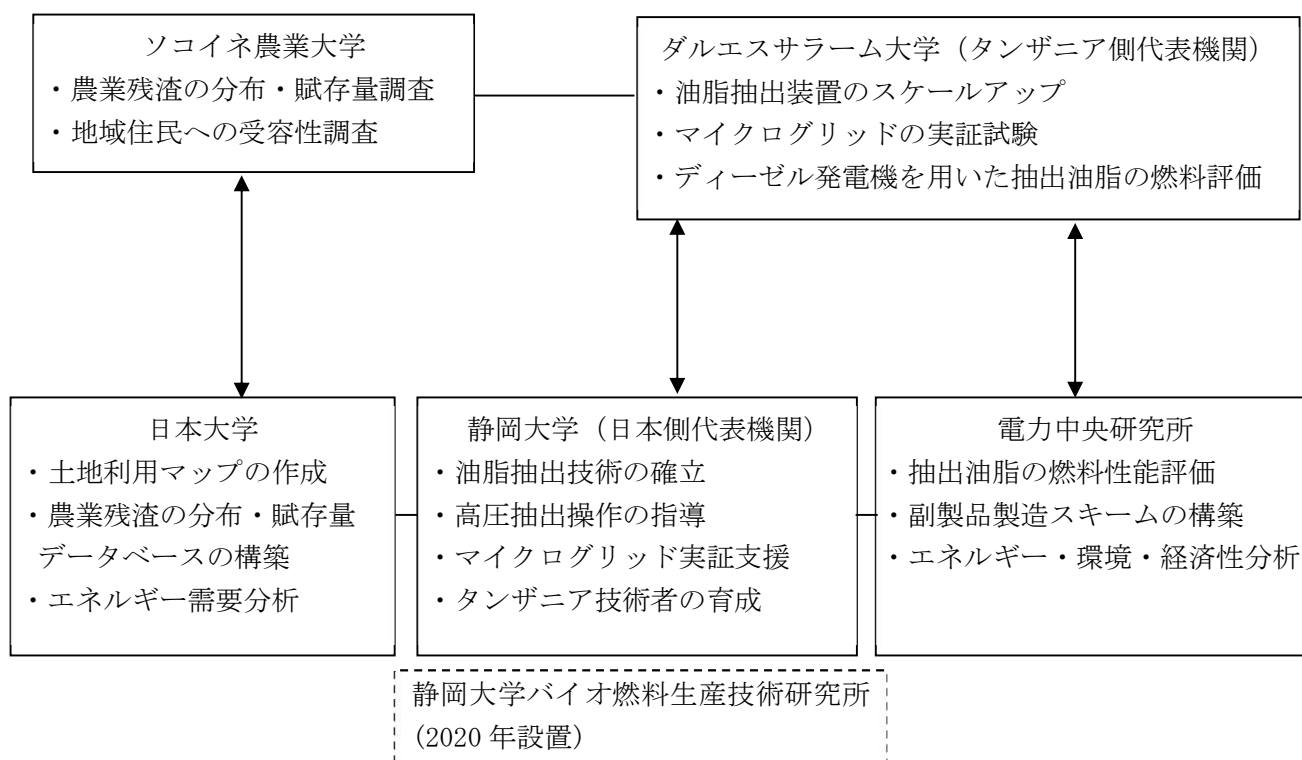 ソコイネ農業大学
・農業残渣の分布・賦存量調査
・地域住民への受容性調査
ダルエスサラーム大学（タンザニア側代表機関）
・油脂抽出装置のスケールアップ
・マイクログリッドの実証試験
・ディーゼル発電機を用いた抽出油脂の燃料評価
日本大学
・土地利用マップの作成
・農業残渣の分布・賦存量
データベースの構築
・エネルギー需要分析
静岡大学（日本側代表機関）
・油脂抽出技術の確立
・高圧抽出操作の指導
・マイクログリッド実証支援
・タンザニア技術者の育成
電力中央研究所
・抽出油脂の燃料性能評価
・副製品製造スキームの構築
・エネルギー・環境・経済性分析
静岡大学バイオ燃料生産技術研究所
(2020 年設置）